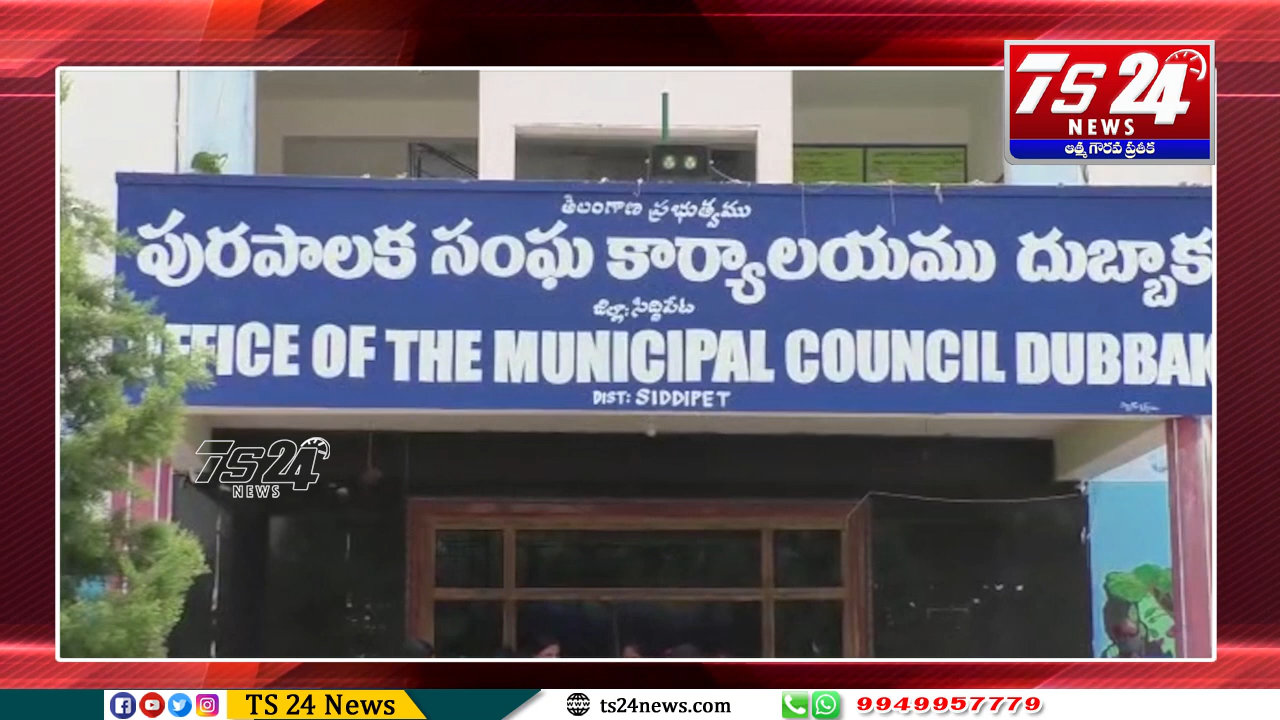 TS 24
NEWS
ఆత్మ గౌరవ ప్రతీక
తెలంగాణ ప్రభుత్వము
పురపాలక సంఘ కార్యాలయము దుబ్బాక
జిల్లా: సిద్దిపేట
OFFICE OF THE MUNICIPAL COUNCIL DUBBAK
DIST: SIDDIPET
TS 24
NEWS
TS 24 News
ts24news.com
9949957779